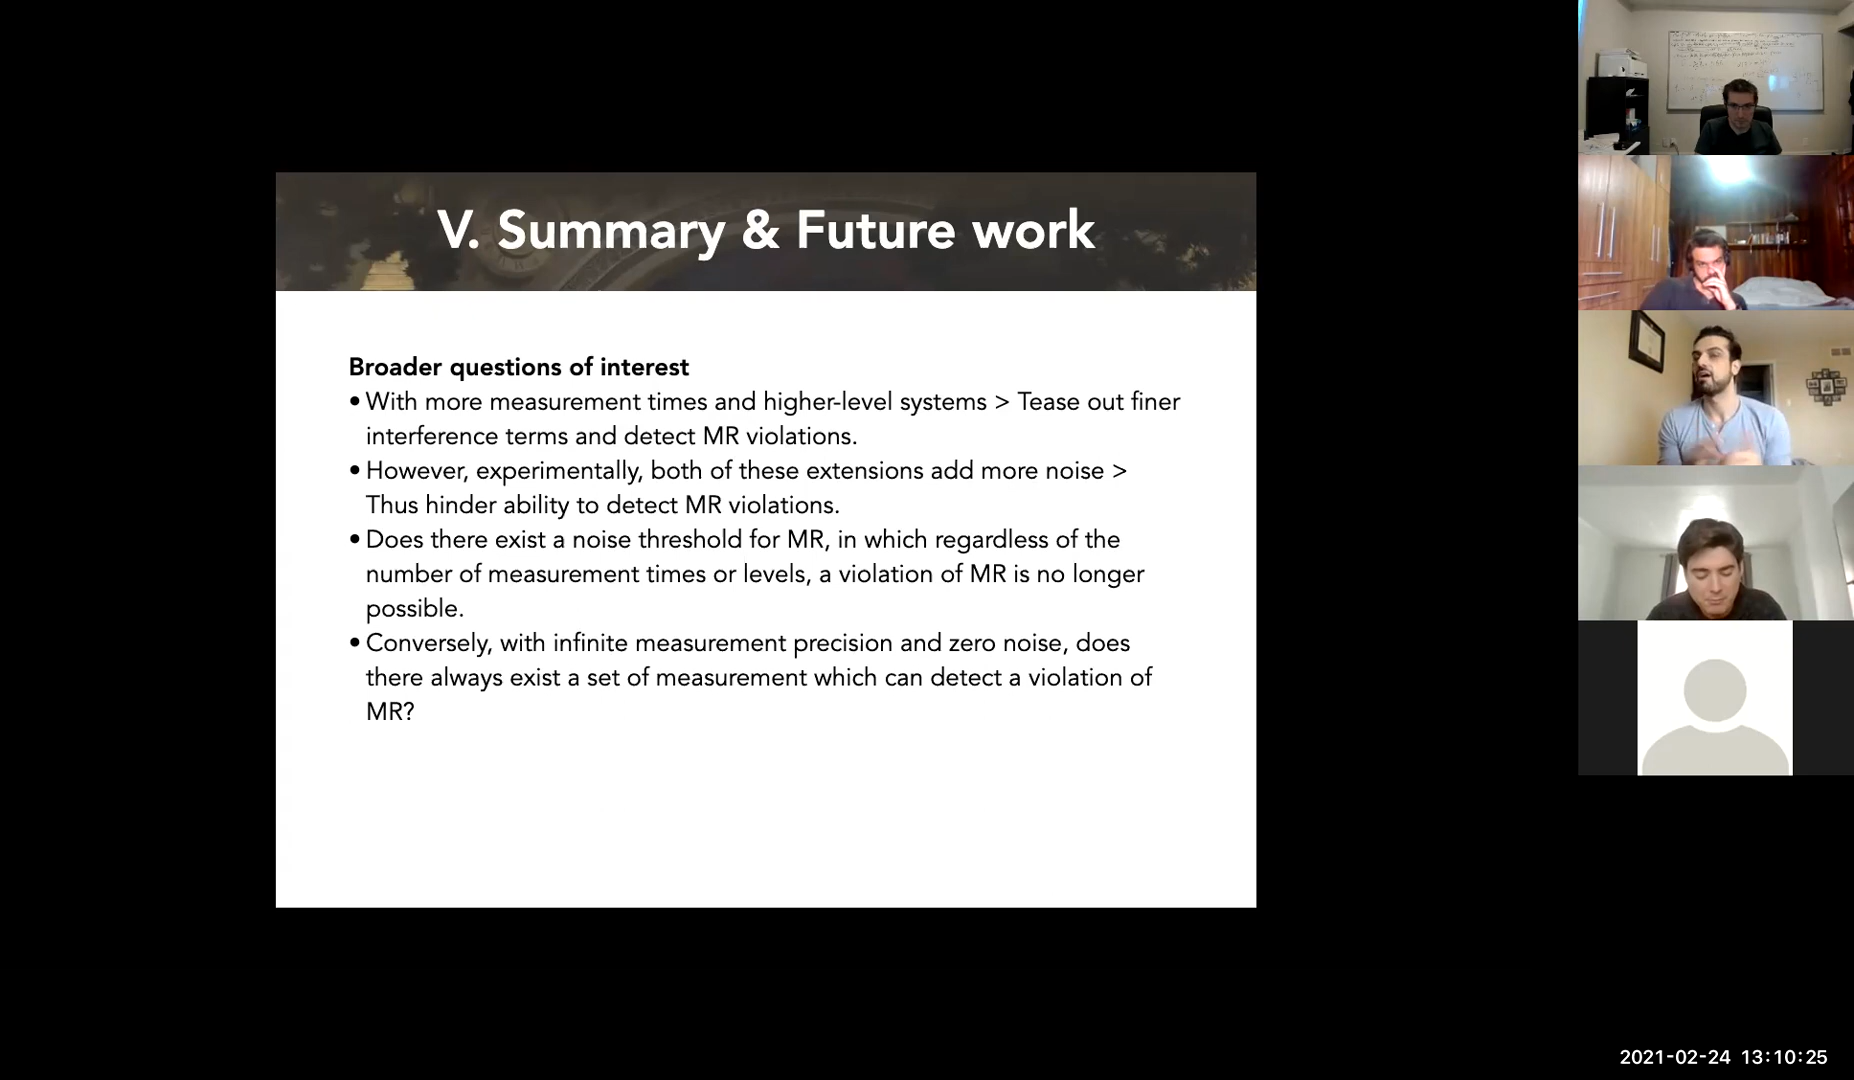 V. Summary & Future work
Broader questions of interest
• With more measurement times and higher-level systems > Tease out finer
interference terms and detect MR violations.
• However, experimentally, both of these extensions add more noise >
Thus hinder ability to detect MR violations.
• Does there exist a noise threshold for MR, in which regardless of the
number of measurement times or levels, a violation of MR is no longer
possible.
• Conversely, with infinite measurement precision and zero noise, does
there always exist a set of measurement which can detect a violation of
MR?
2021-02-24 13:10:25